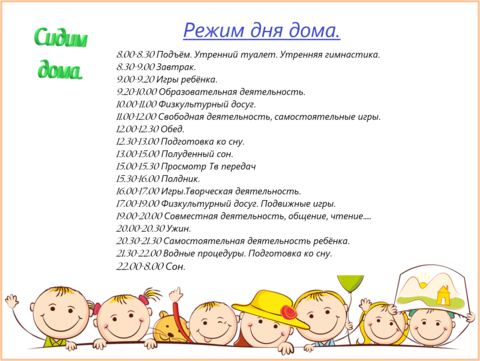 Сидим
дома.
Режим дня дома.
8.00-8.30 Подъём. Утренний туалет. Утренняя гимнастика.
8.30-9.00 Завтрак.
9.00-9.20 Игры ребёнка.
9.20-10.00 Образовательная деятельность.
10.00-11.00 Физкультурный досуг.
11.00-12.00 Свободная деятельность, самостоятельные игры.
12.00-12.30 Обед.
12.30-13.00 Подготовка ко сну.
13.00-15.00 Полуденный сон.
15.00-15.30 Просмотр Тв передач
15.30-16.00 Полдник.
16.00-17.00 Игры.Творческая деятельность.
17.00-19.00 Физкультурный досуг. Подвижные игры.
19.00-20.00 Совместная деятельность, общение, чтение....
20.00-20.30 Ужин.
20.30-21.30 Самостоятельная деятельность ребёнка.
21.30-22.00 Водные процедуры. Подготовка ко сну.
22.00-8.00 Сон.